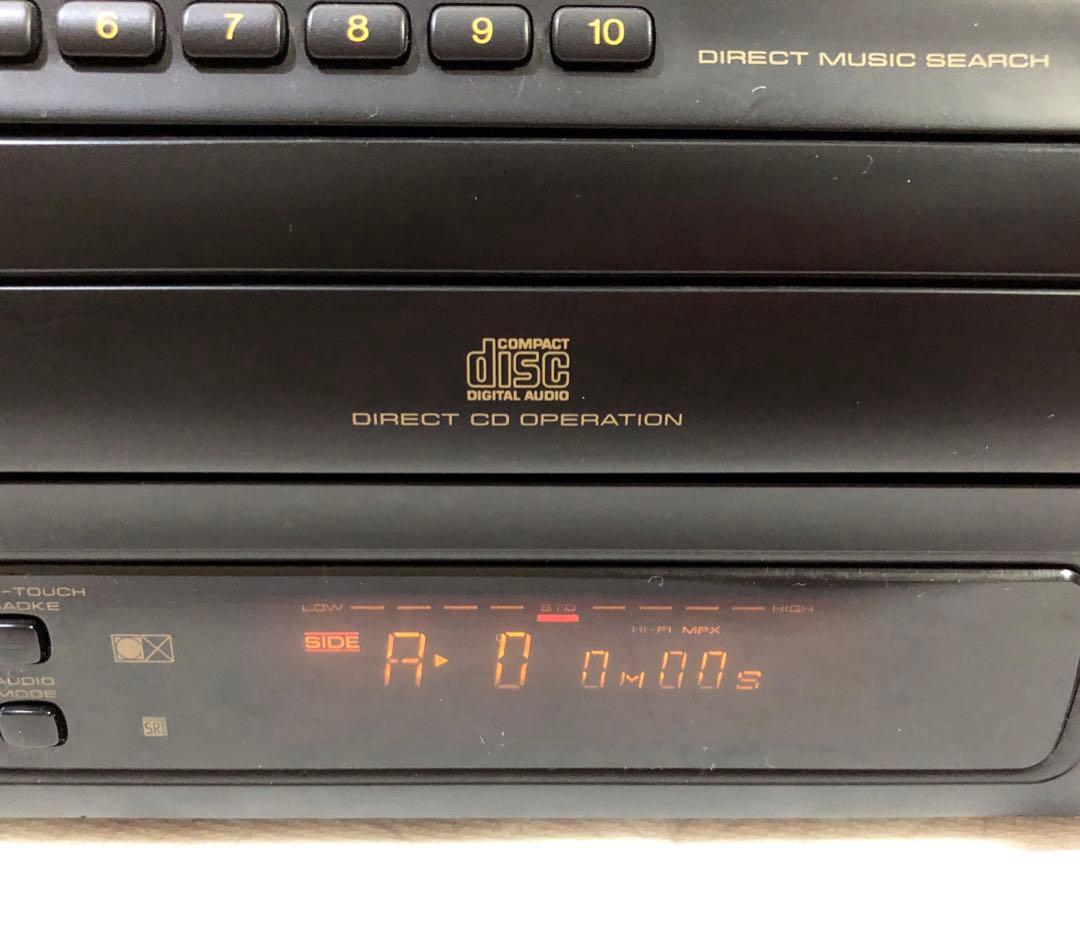 6 7 8 9 10
DIRECT MUSIC SEARCH
COMPACT
disc
DIGITAL AUDIO
DIRECT CD OPERATION
-TOUCH
LOW STD HIGH
HI-FI MPX
SIDE A 0 0M00S
AUDIO
MODE
SR